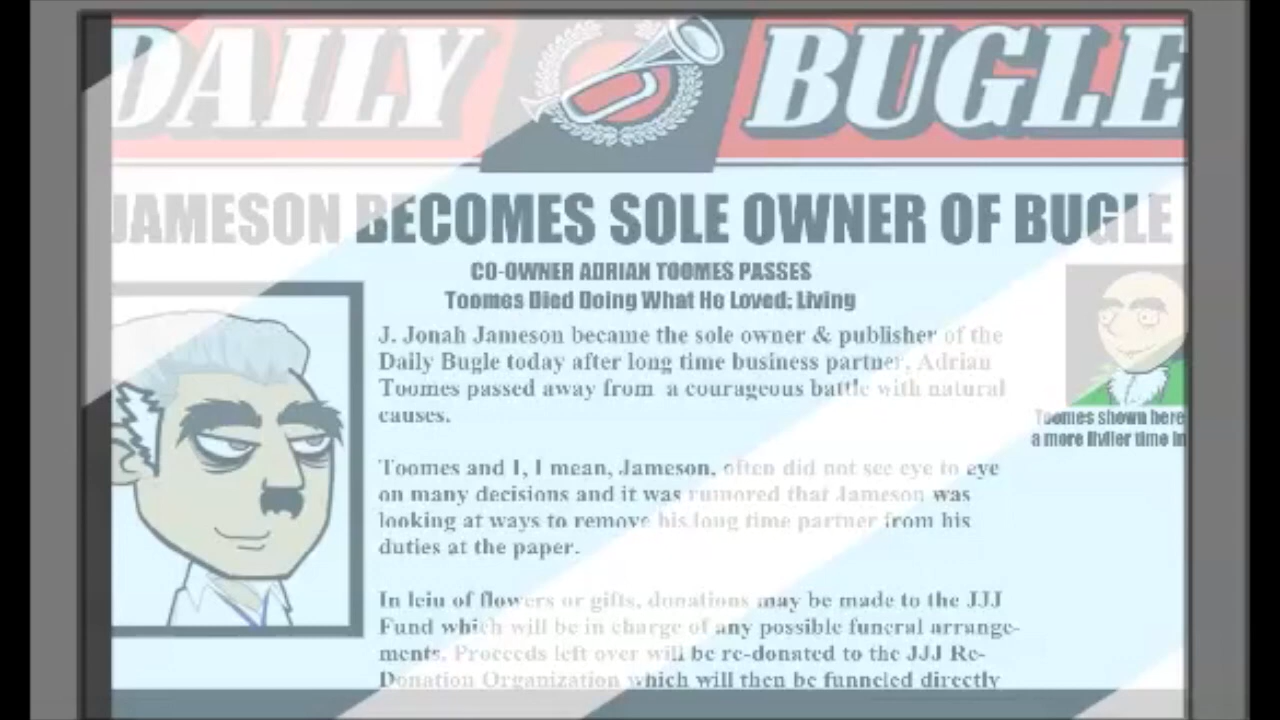 DAILY BUGLE
JAMESON BECOMES SOLE OWNER OF BUGLE
CO-OWNER ADRIAN TOOMES PASSES
Toomes Died Doing What He Loved: Living
J. Jonah Jameson became the sole owner & publisher of the
Daily Bugle today after long time business partner, Adrian
Toomes passed away from a courageous battle with natural
causes.
Toomes and I, I mean, Jameson, often did not see eye to eye
on many decisions and it was rumored that Jameson was
looking at ways to remove his long time partner from his
duties at the paper.
In leiu of flowers or gifts, donations may be made to the JJJ
Fund which will be in charge of any possible funeral arrange-
ments. Proceeds left over will be re-donated to the JJJ Re-
Donation Organization which will then be funneled directly
Toomes shown here
a more livlier time in